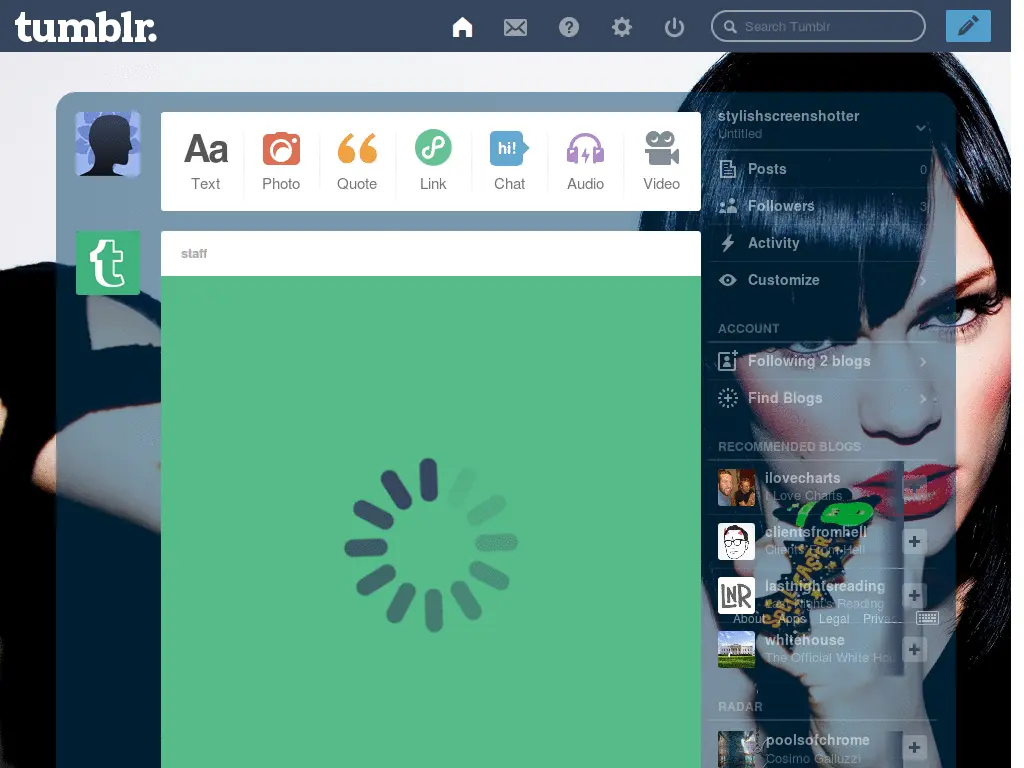 tumblr.
Search Tumblr
Aa
Text
Photo
Quote
Link
hi!
Chat
Audio
Video
staff
stylishscreenshotter
Untitled
Posts 0
Followers 3
Activity
Customize
ACCOUNT
Following 2 blogs
Find Blogs
RECOMMENDED BLOGS
ilovecharts
I Love Charts
clientsfromhell
Clients From Hell
LNR
lastnightsreading
Last Night's Reading
About Apps Legal
whitehouse
The Official White Hou
RADAR
poolsofchrome
Cosimo Galluzzi